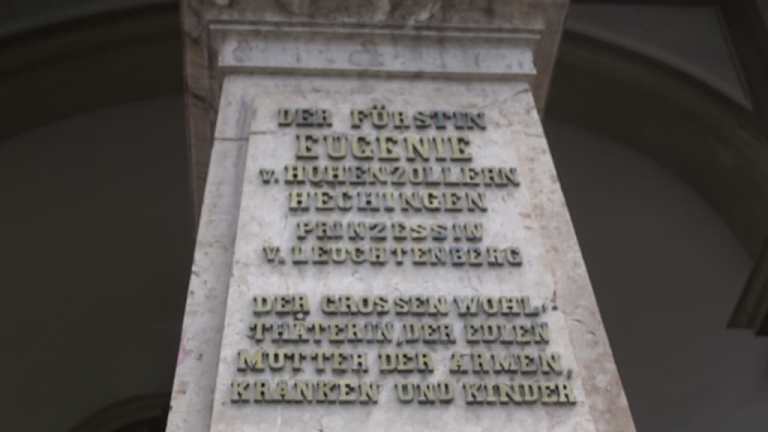 DER FÜRSTIN
EUGENIE
v. HOHENZOLLERN
HECHINGEN
PRINZESSIN
V. LEUCHTENBERG
DER GROSSEN WOHL-
THÄTERIN, DER EDLEN
MUTTER DER ARMEN,
KRANKEN UND KINDER